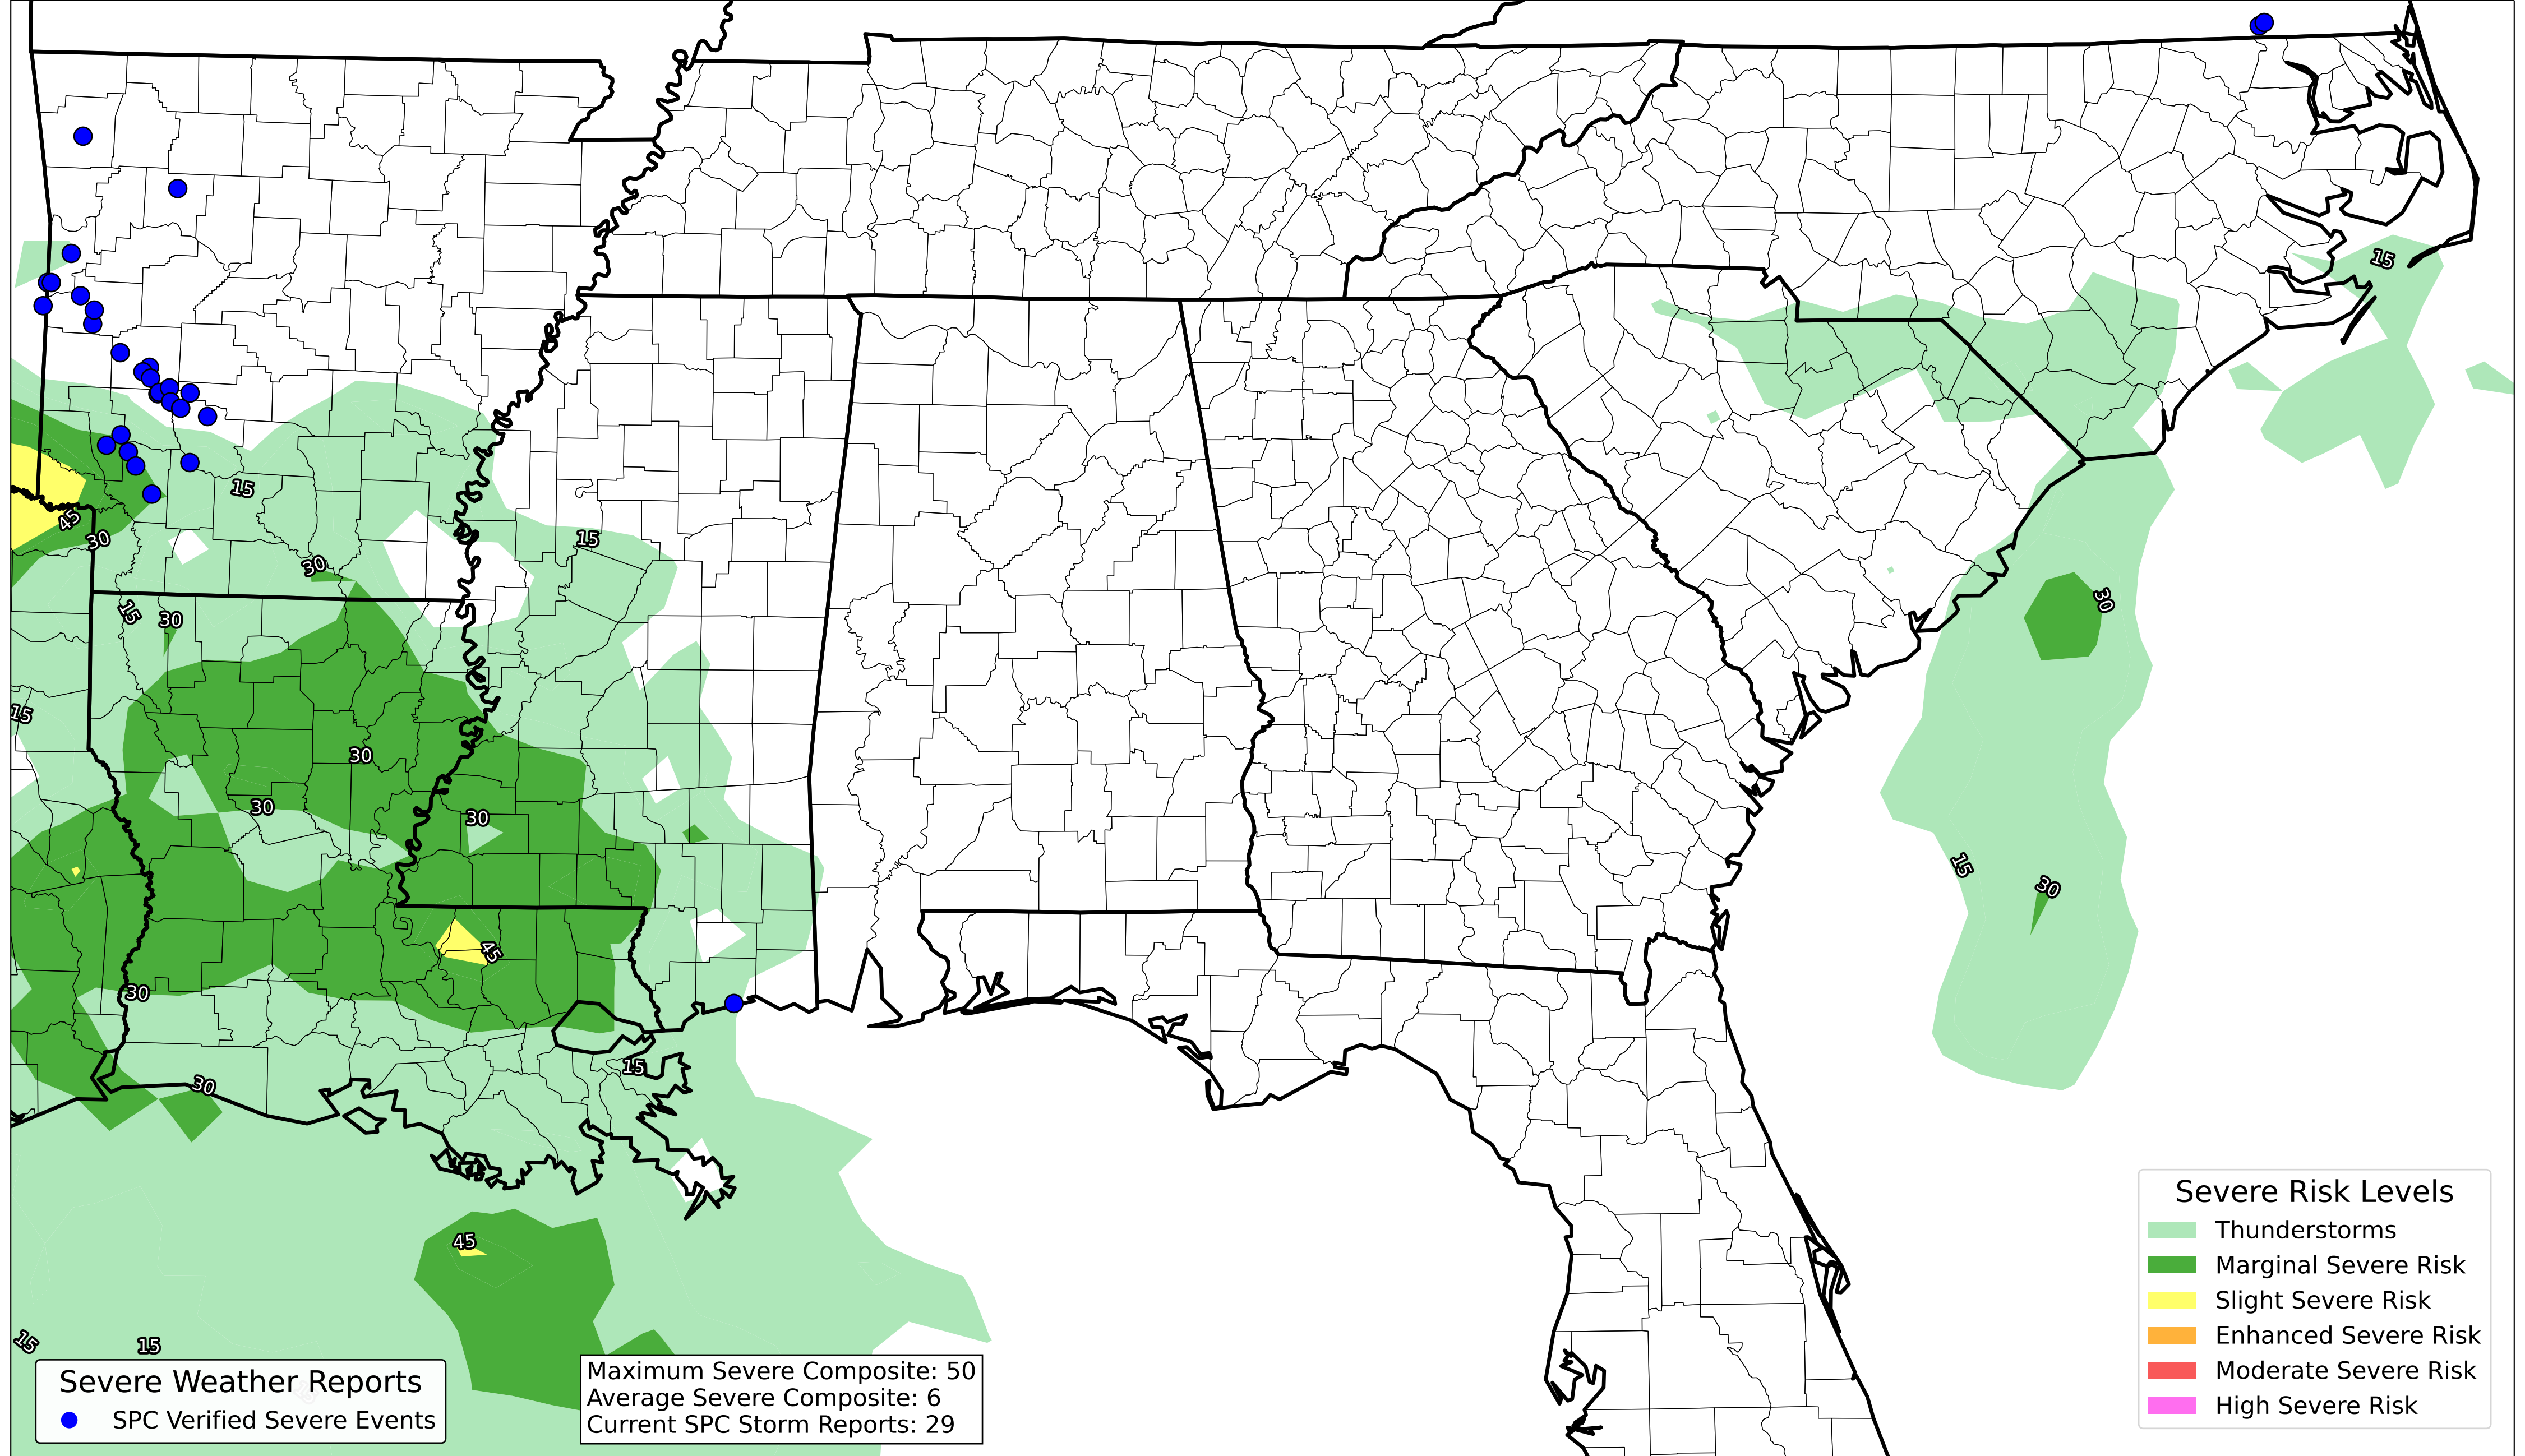 15
15
45
30
15
30
15
30
30
15
30
30
30
15
30
45
30
30
15
30
15
45
15
15
Severe Weather Reports
SPC Verified Severe Events
Maximum Severe Composite: 50
Average Severe Composite: 6
Current SPC Storm Reports: 29
Severe Risk Levels
Thunderstorms
Marginal Severe Risk
Slight Severe Risk
Enhanced Severe Risk
Moderate Severe Risk
High Severe Risk